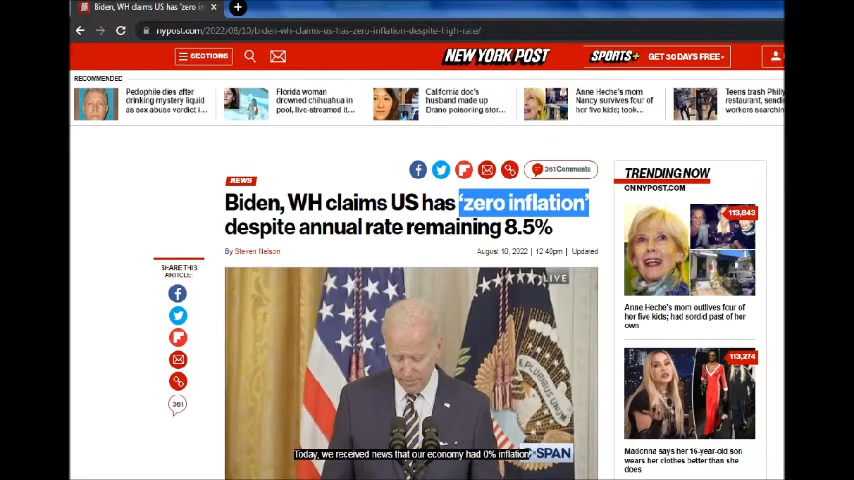 Biden, WH claims US has 'zero in
nypost.com/2022/08/10/biden-wh-claims-us-has-zero-inflation-despite-high-rate/
SECTIONS
NEW YORK POST
SPORTS+
GET 30 DAYS FREE
RECOMMENDED
Pedophile dies after
drinking mystery liquid
as sex abuse verdict i...
Florida woman
drowned chihuahua in
pool, live-streamed it...
California doc's
husband made up
Drano poisoning stor...
Anne Heche's mom
Nancy survives four of
her five kids; took...
Teens trash Philly
restaurant, sendi
workers searchin
361 Comments
NEWS
Biden, WH claims US has 'zero inflation'
despite annual rate remaining 8.5%
By Steven Nelson
August 10, 2022 | 12:40pm | Updated
SHARE THIS
ARTICLE:
361
LIVE
E PLURIBUS UNUM
Today, we received news that our economy had 0% inflation
C-SPAN
TRENDING NOW
ON NYPOST.COM
113,843
Anne Heche's mom outlives four of
her five kids; had sordid past of her
own
113,274
Madonna says her 16-year-old son
wears her clothes better than she
does